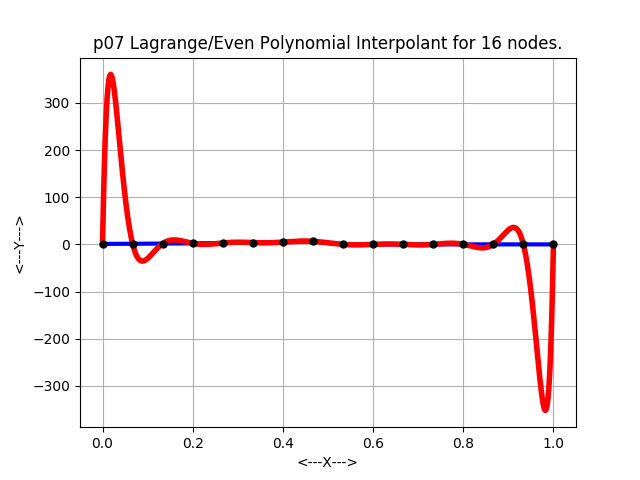 p07 Lagrange/Even Polynomial Interpolant for 16 nodes.
300
200
100
0
−100
−200
−300
<---Y--->
0.0 0.2 0.4 0.6 0.8 1.0
<---X--->